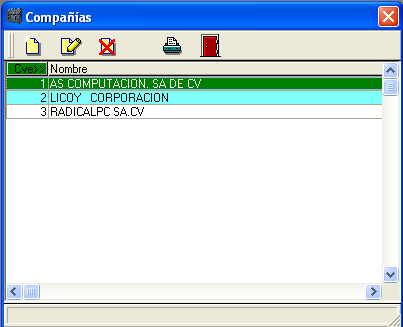 Compañías
Cve>> Nombre
1 AS COMPUTACION. SA DE CV
2 LICOY CORPORACION
3 RADICALPC SA.CV